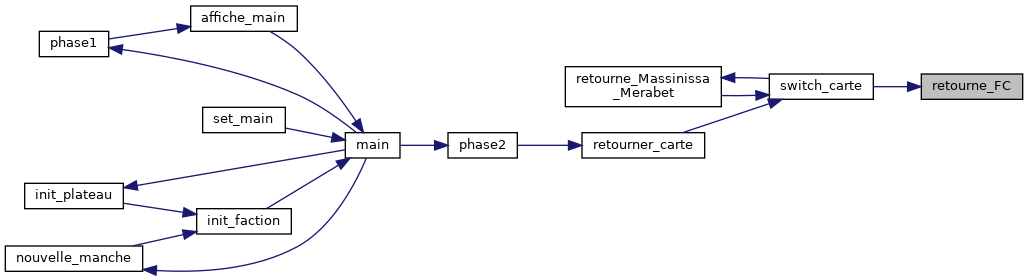 affiche_main
phase1
retourne_Massinissa
_Merabet
switch_carte
retourne_FC
set_main
main
phase2
retourner_carte
init_plateau
init_faction
nouvelle_manche